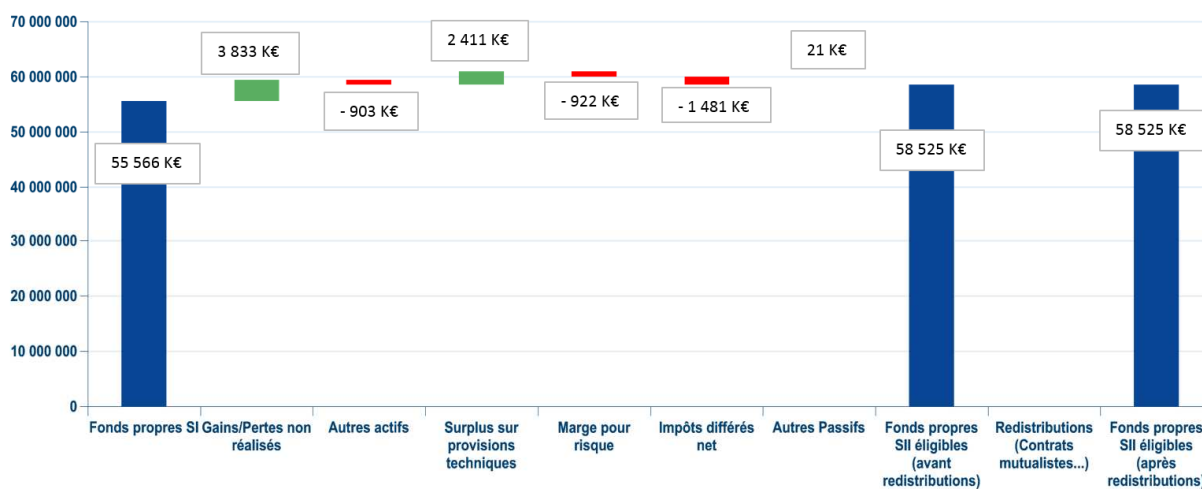 70 000 000
60 000 000
50 000 000
40 000 000
30 000 000
20 000 000
10 000 000
0
55 566 K€
3 833 K€
- 903 K€
2 411 K€
- 922 K€
- 1 481 K€
21 K€
58 525 K€
58 525 K€
Fonds propres SI
Gains/Pertes non
réalisés
Autres actifs
Surplus sur
provisions
techniques
Marge pour
risque
Impôts différés
net
Autres Passifs
Fonds propres
SII éligibles
(avant
redistributions)
Redistributions
(Contrats
mutualistes...)
Fonds propres
SII éligibles
(après
redistributions)